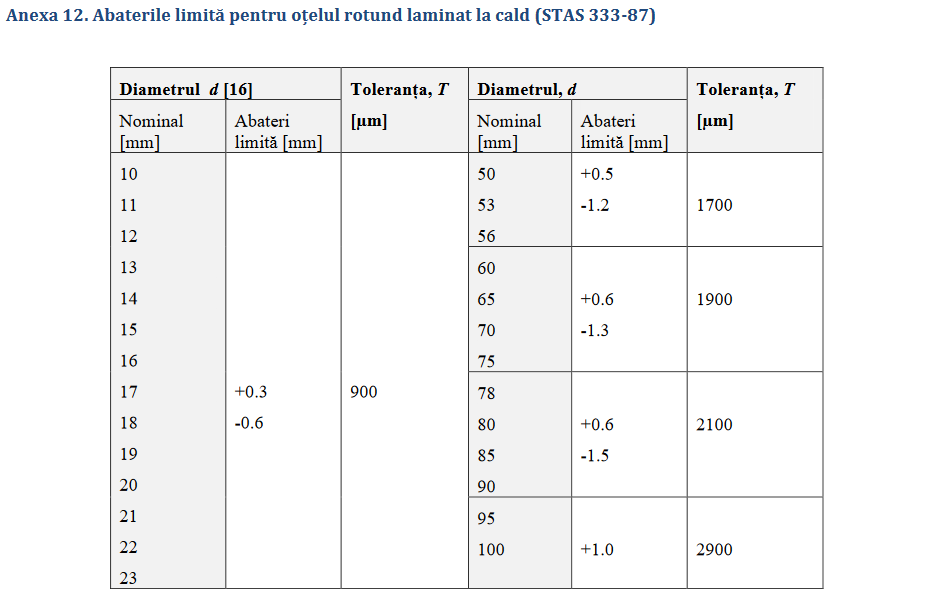 Anexa 12. Abaterile limită pentru oțelul rotund laminat la cald (STAS 333-87)
Diametrul d [16] Toleranța, T Diametrul, d Toleranța, T
[µm] [µm]
Nominal Abateri Nominal Abateri
[mm] limită [mm] [mm] limită [mm]
10 50 +0.5
11 53 -1.2 1700
12 56
13 60
14 65 +0.6 1900
15 70 -1.3
16 75
17 +0.3 900 78
18 -0.6 80 +0.6 2100
19 85 -1.5
20 90
21 95
22 100 +1.0 2900
23